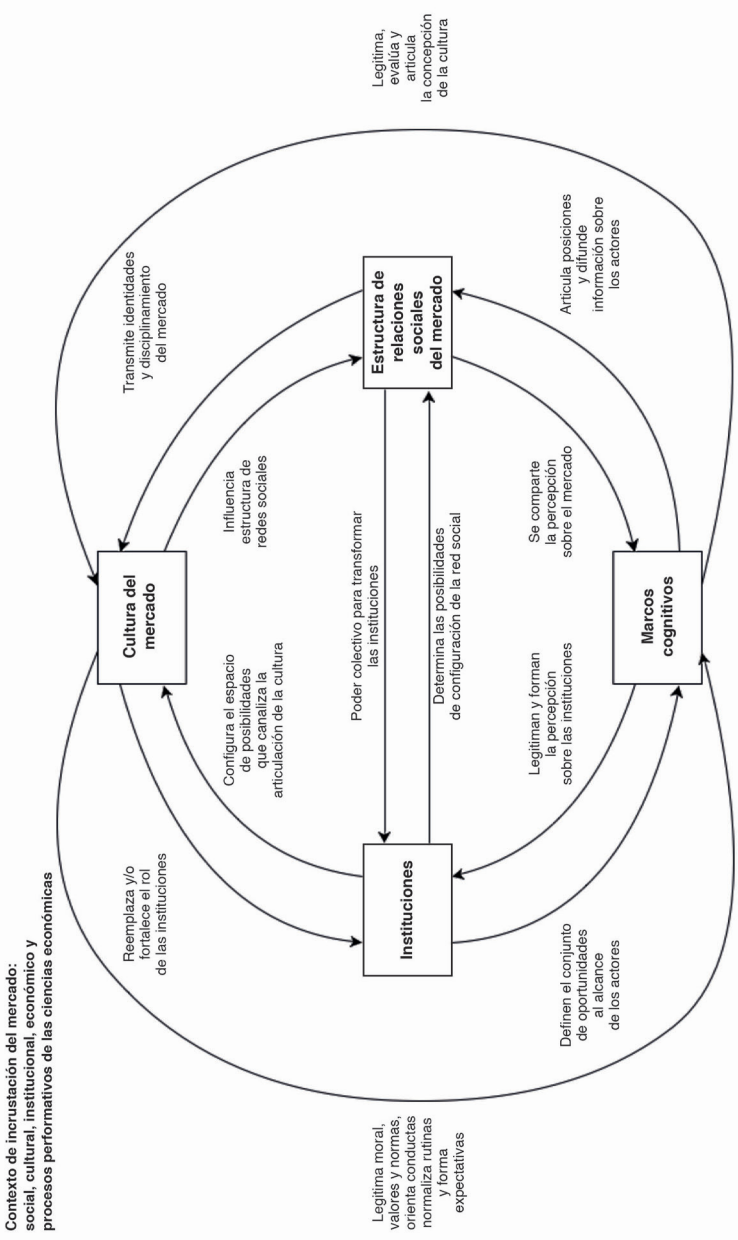 Contexto de incrustación del mercado:
social, cultural, institucional, económico y
procesos performativos de las ciencias económicas
Reemplaza y/o
fortalece el rol
de las instituciones
Cultura del
mercado
Transmite identidades
y disciplinamiento
del mercado
Configura el espacio
de posibilidades
que canaliza la
articulación de la cultura
Influencia
estructura de
redes sociales
Legitima moral,
valores y normas,
orienta conductas
normaliza rutinas
y forma
expectativas
Instituciones
Poder colectivo para transformar
las instituciones
Determina las posibilidades
de configuración de la red social
Estructura de
relaciones
sociales
del mercado
Legitima,
evalúa y
articula
la concepción
de la cultura
Legitiman y forman
la percepción
sobre las instituciones
Se comparte
la percepción
sobre el mercado
Definen el conjunto
de oportunidades
al alcance
de los actores
Marcos
cognitivos
Articula posiciones
y difunde
información sobre
los actores